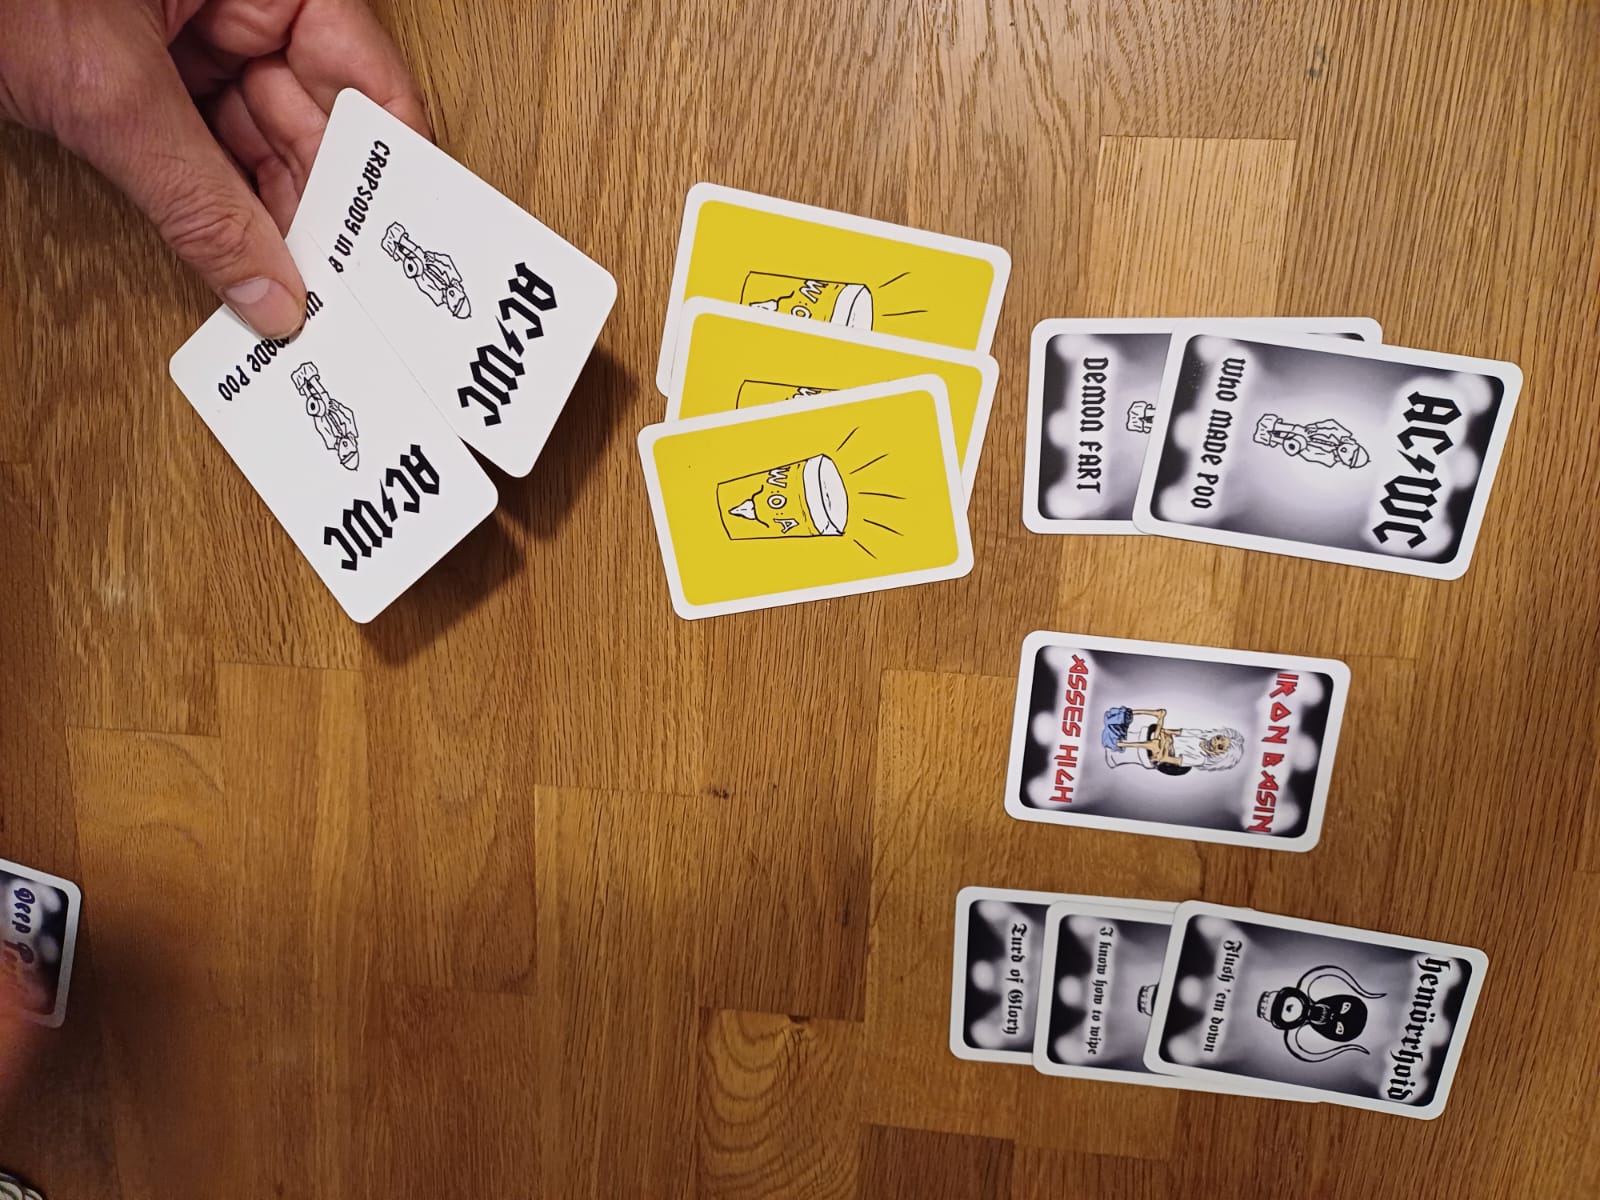 AC⚡WC
WHO MADE POO
DEMON FART
IRON BASIN
ASSES HIGH
hemörrhoid
Flush 'em down
I know how to wipe
Turd of Glory
W
W:O:A
AC⚡WC
CRAPSODY IN B
AC⚡WC
WHO MADE POO
Deep